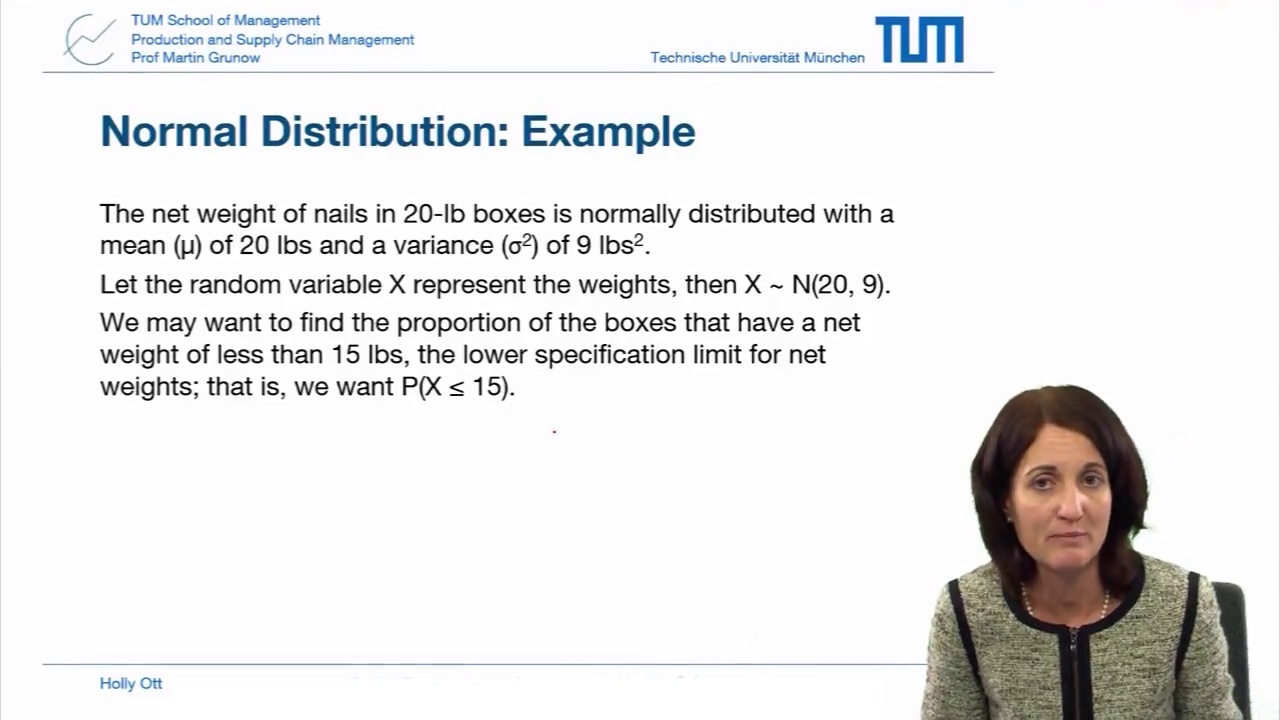 TUM School of Management
Production and Supply Chain Management
Prof Martin Grunow
Technische Universität München
TUM
Normal Distribution: Example
The net weight of nails in 20-lb boxes is normally distributed with a
mean (μ) of 20 lbs and a variance (σ²) of 9 lbs².
Let the random variable X represent the weights, then X ~ N(20, 9).
We may want to find the proportion of the boxes that have a net
weight of less than 15 lbs, the lower specification limit for net
weights; that is, we want P(X ≤ 15).
Holly Ott